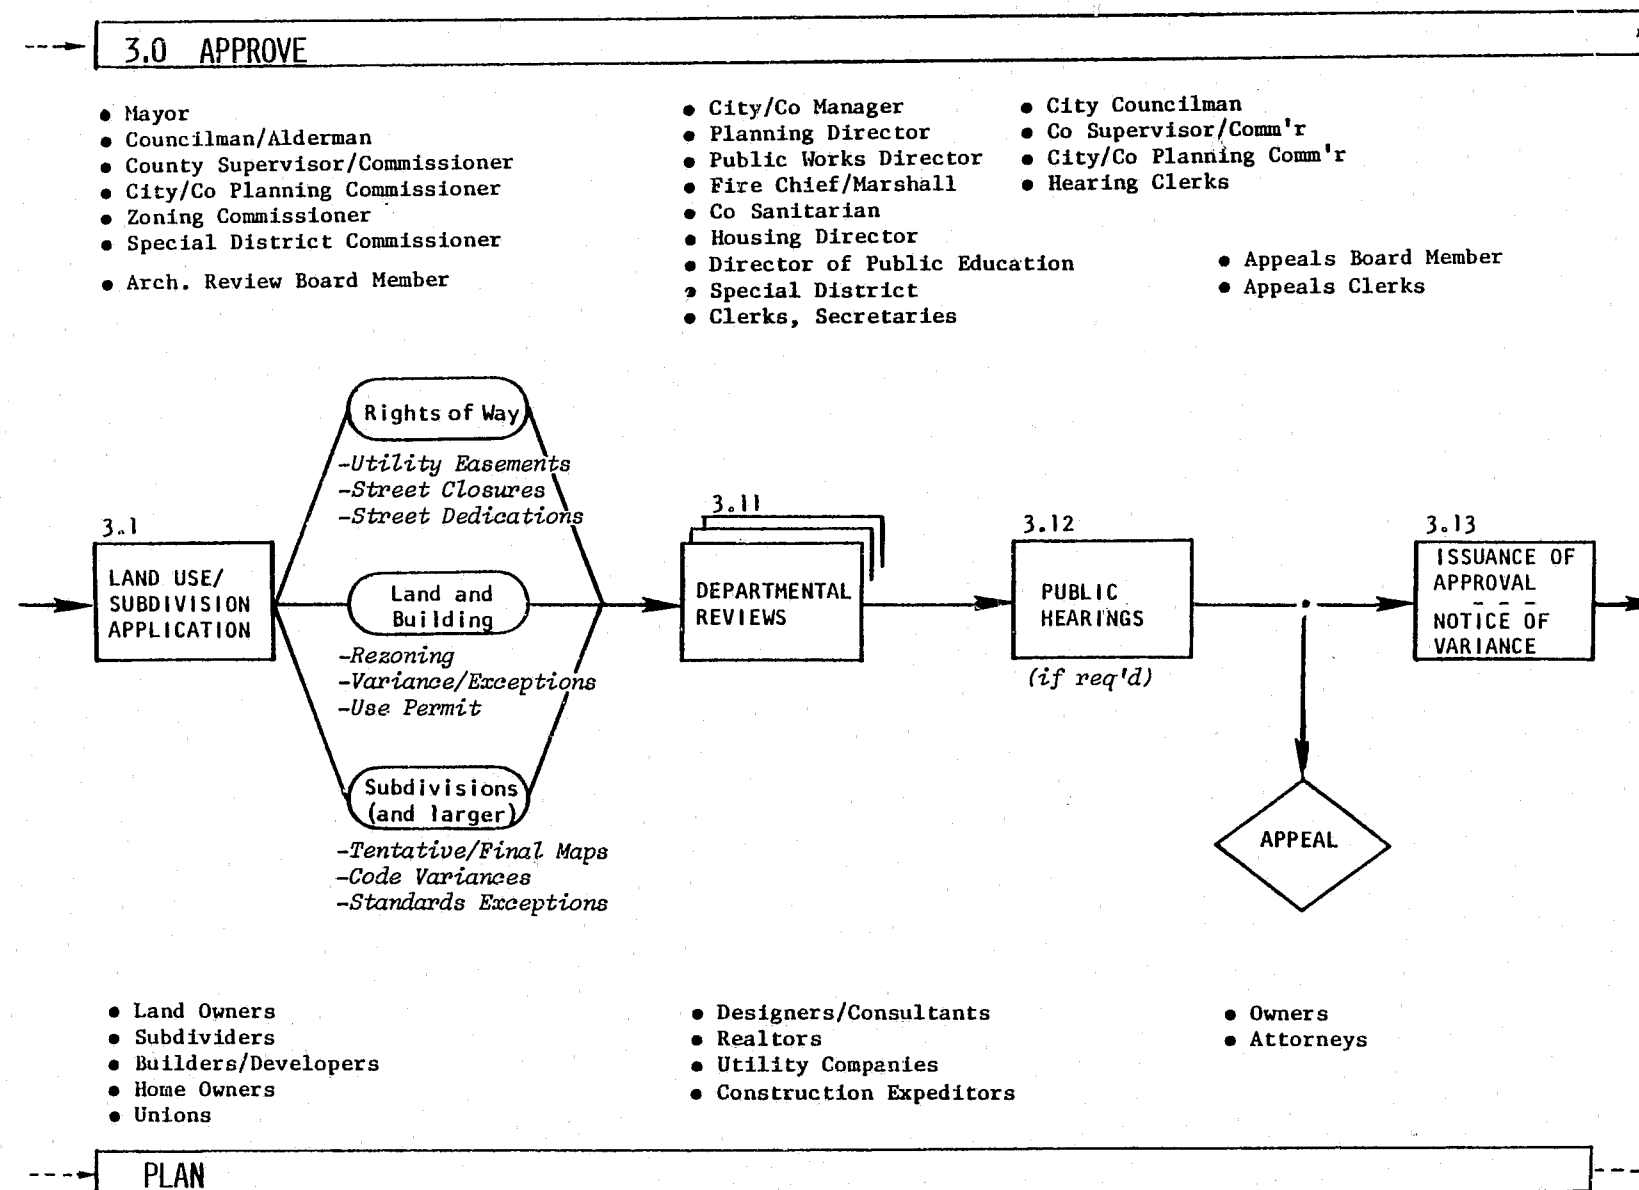 3.0 APPROVE
• Mayor
• Councilman/Alderman
• County Supervisor/Commissioner
• City/Co Planning Commissioner
• Zoning Commissioner
• Special District Commissioner
• Arch. Review Board Member
• City/Co Manager
• Planning Director
• Public Works Director
• Fire Chief/Marshall
• Co Sanitarian
• Housing Director
• Director of Public Education
• Special District
• Clerks, Secretaries
• City Councilman
• Co Supervisor/Comm'r
• City/Co Planning Comm'r
• Hearing Clerks
• Appeals Board Member
• Appeals Clerks
3.1
LAND USE/
SUBDIVISION
APPLICATION
Rights of Way
-Utility Easements
-Street Closures
-Street Dedications
Land and
Building
-Rezoning
-Variance/Exceptions
-Use Permit
Subdivisions
(and larger)
-Tentative/Final Maps
-Code Variances
-Standards Exceptions
3.11
DEPARTMENTAL
REVIEWS
3.12
PUBLIC
HEARINGS
(if req'd)
3.13
ISSUANCE OF
APPROVAL
- - -
NOTICE OF
VARIANCE
APPEAL
• Land Owners
• Subdividers
• Builders/Developers
• Home Owners
• Unions
• Designers/Consultants
• Realtors
• Utility Companies
• Construction Expeditors
• Owners
• Attorneys
PLAN